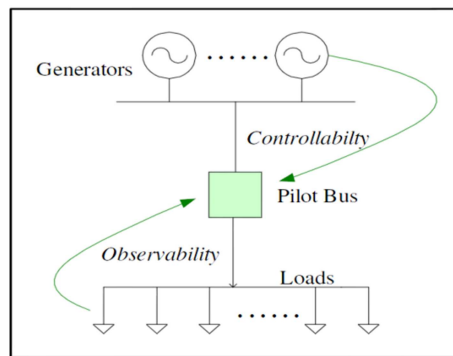 Generators
Controllabilty
Pilot Bus
Observability
Loads